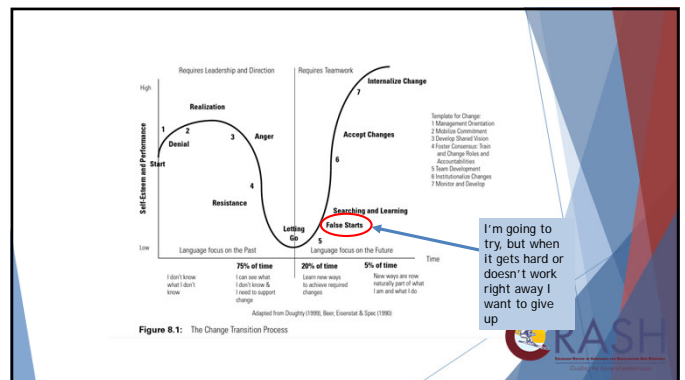 Requires Leadership and Direction
Requires Teamwork
High
Internalize Change
7
Realization
1
2
3
Anger
Denial
Start
Accept Changes
6
4
Resistance
Self-Esteem and Performance
Template for Change:
1 Management Orientation
2 Mobilize Commitment
3 Develop Shared Vision
4 Foster Consensus: Train
and Change Roles and
Accountabilities
5 Team Development
6 Institutionalize Changes
7 Monitor and Develop
Searching and Learning
False Starts
Letting
Go
5
Low
Language focus on the Past
Language focus on the Future
Time
75% of time
20% of time
5% of time
I don't know
what I don't
know
I can see what
I don't know &
I need to support
change
Learn new ways
to achieve required
changes
New ways are now
naturally part of what
I am and what I do
Adapted from Doughty (1999), Beer, Eisenstat & Spec (1990)
Figure 8.1: The Change Transition Process
I'm going to
try, but when
it gets hard or
doesn't work
right away I
want to give
up
CRASH